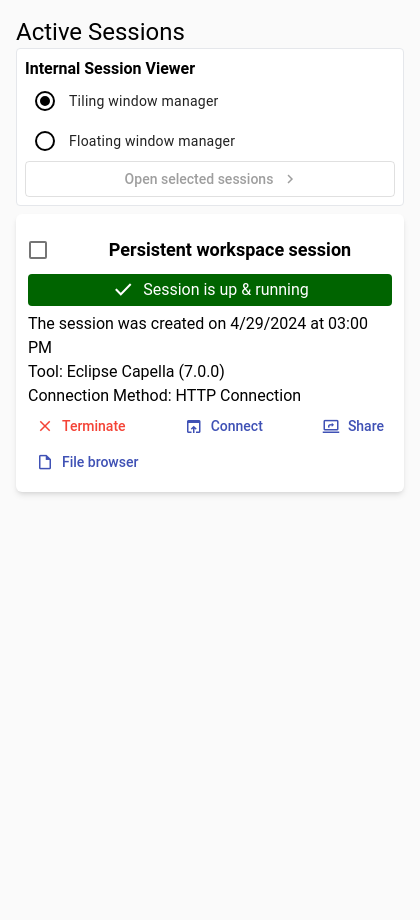 Active Sessions
Internal Session Viewer
Tiling window manager
Floating window manager
Open selected sessions
Persistent workspace session
Session is up & running
The session was created on 4/29/2024 at 03:00
PM
Tool: Eclipse Capella (7.0.0)
Connection Method: HTTP Connection
Terminate Connect Share
File browser